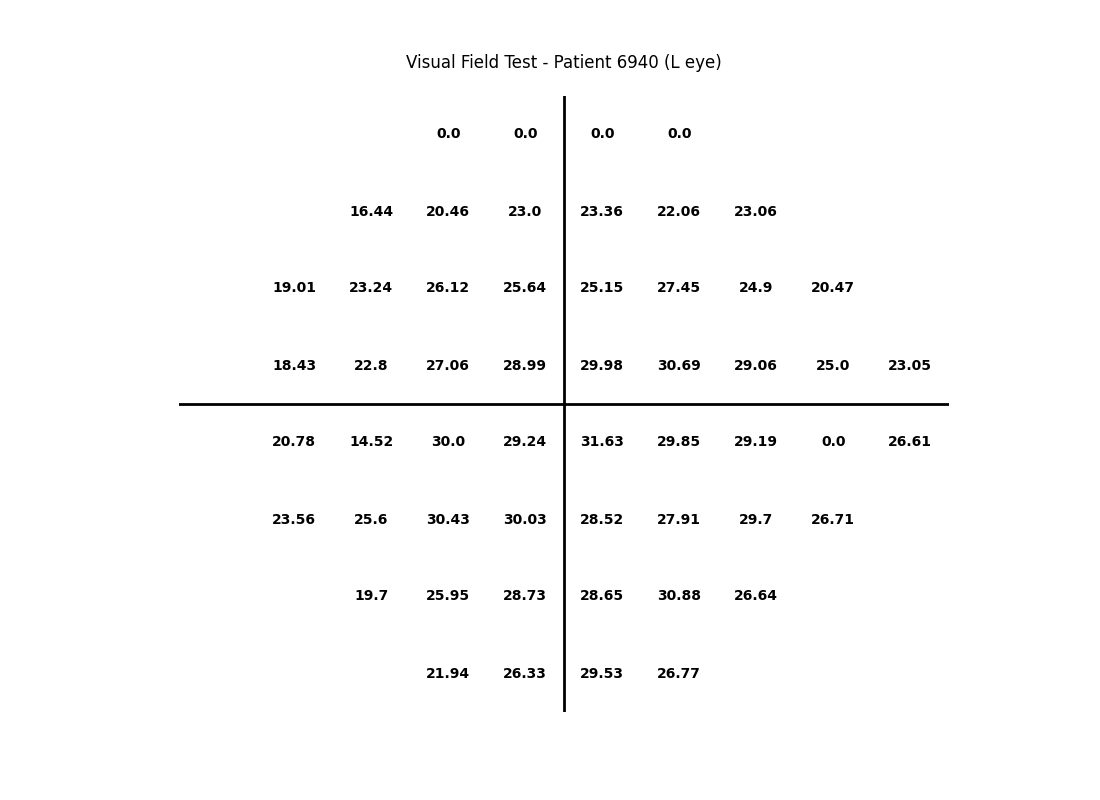 Visual Field Test - Patient 6940 (L eye)
0.0 0.0 0.0 0.0
16.44 20.46 23.0 23.36 22.06 23.06
19.01 23.24 26.12 25.64 25.15 27.45 24.9 20.47
18.43 22.8 27.06 28.99 29.98 30.69 29.06 25.0 23.05
20.78 14.52 30.0 29.24 31.63 29.85 29.19 0.0 26.61
23.56 25.6 30.43 30.03 28.52 27.91 29.7 26.71
19.7 25.95 28.73 28.65 30.88 26.64
21.94 26.33 29.53 26.77